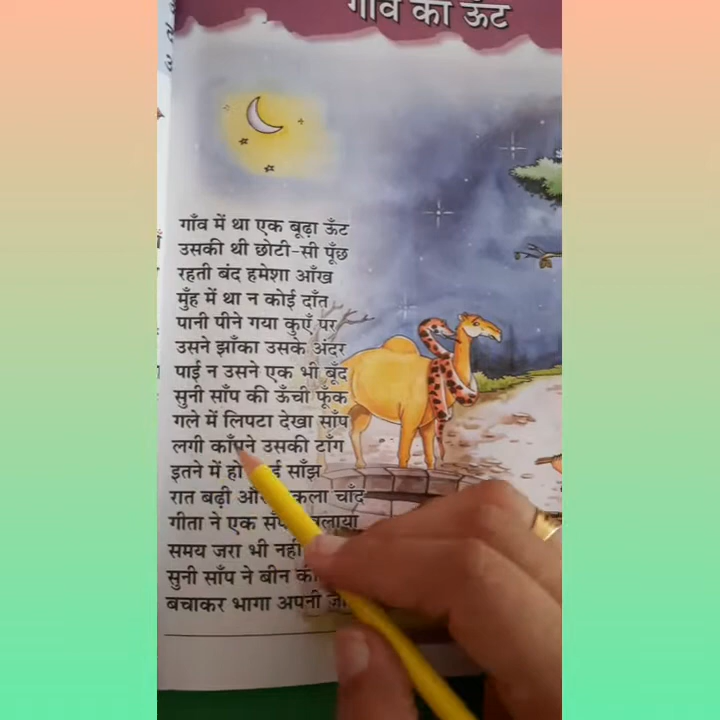 गाँव का ऊँट
गाँव में था एक बूढ़ा ऊँट
उसकी थी छोटी-सी पूँछ
रहती बंद हमेशा आँख
मुँह में था न कोई दाँत
पानी पीने गया कुएँ पर
उसने झाँका उसके अंदर
पाई न उसने एक भी बूँद
सुनी साँप की ऊँची फूँक
गले में लिपटा देखा साँप
लगी काँपने उसकी टाँग
इतने में हो साँझ
रात बढ़ी चाँद
गीता ने एक
समय जरा भी नहीं
सुनी साँप ने बीन की
बचाकर भागा अपनी